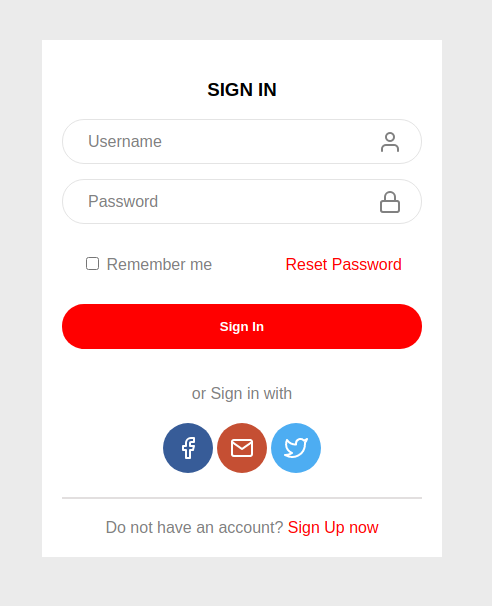 SIGN IN
Username
Password
Remember me Reset Password
Sign In
or Sign in with
Do not have an account? Sign Up now